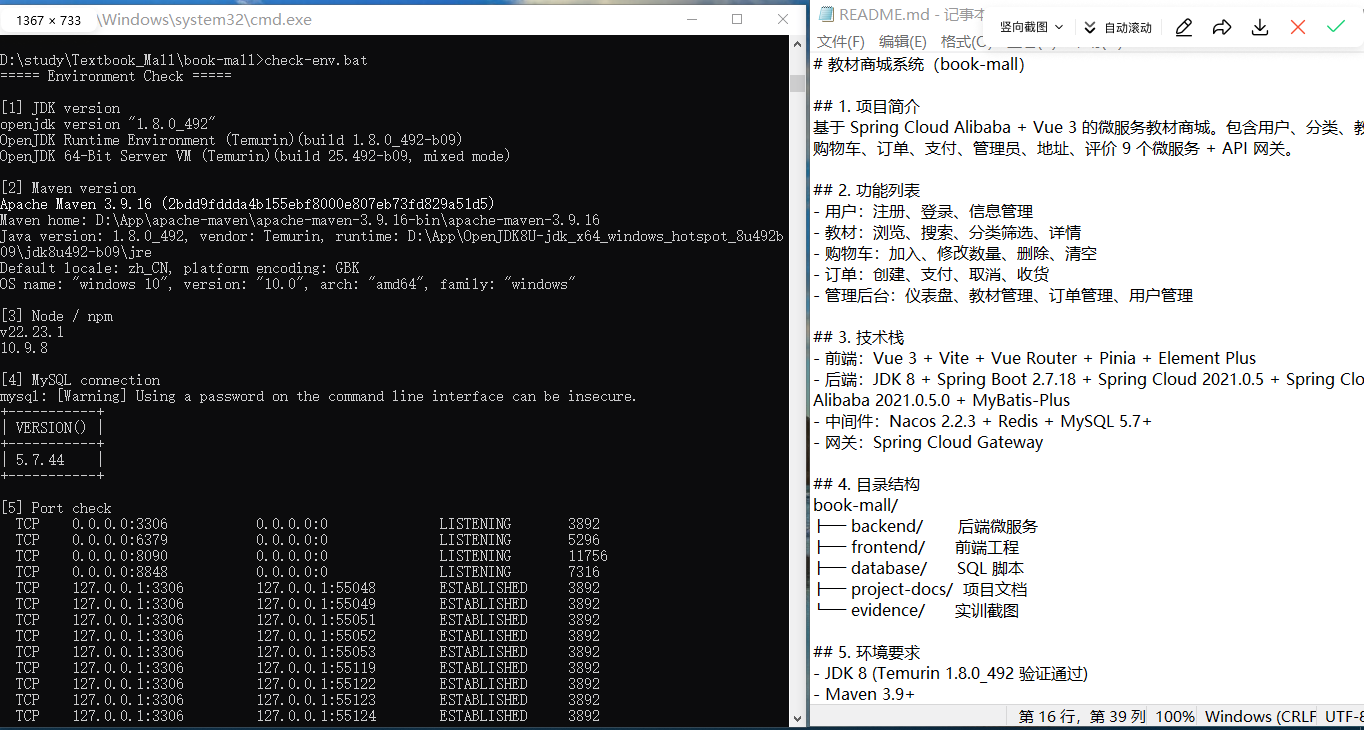 1367 × 733
\Windows\system32\cmd.exe
D:\study\Textbook_Mall\book-mall>check-env.bat
===== Environment Check =====
[1] JDK version
openjdk version "1.8.0_492"
OpenJDK Runtime Environment (Temurin)(build 1.8.0_492-b09)
OpenJDK 64-Bit Server VM (Temurin)(build 25.492-b09, mixed mode)
[2] Maven version
Apache Maven 3.9.16 (2bdd9fddda4b155ebf8000e807eb73fd829a51d5)
Maven home: D:\App\apache-maven\apache-maven-3.9.16-bin\apache-maven-3.9.16
Java version: 1.8.0_492, vendor: Temurin, runtime: D:\App\OpenJDK8U-jdk_x64_windows_hotspot_8u492b
09\jdk8u492-b09\jre
Default locale: zh_CN, platform encoding: GBK
OS name: "windows 10", version: "10.0", arch: "amd64", family: "windows"
[3] Node / npm
v22.23.1
10.9.8
[4] MySQL connection
mysql: [Warning] Using a password on the command line interface can be insecure.
+-----------+
| VERSION() |
+-----------+
| 5.7.44    |
+-----------+
[5] Port check
TCP 0.0.0.0:3306 0.0.0.0:0 LISTENING 3892
TCP 0.0.0.0:6379 0.0.0.0:0 LISTENING 5296
TCP 0.0.0.0:8090 0.0.0.0:0 LISTENING 11756
TCP 0.0.0.0:8848 0.0.0.0:0 LISTENING 7316
TCP 127.0.0.1:3306 127.0.0.1:55048 ESTABLISHED 3892
TCP 127.0.0.1:3306 127.0.0.1:55049 ESTABLISHED 3892
TCP 127.0.0.1:3306 127.0.0.1:55051 ESTABLISHED 3892
TCP 127.0.0.1:3306 127.0.0.1:55052 ESTABLISHED 3892
TCP 127.0.0.1:3306 127.0.0.1:55053 ESTABLISHED 3892
TCP 127.0.0.1:3306 127.0.0.1:55119 ESTABLISHED 3892
TCP 127.0.0.1:3306 127.0.0.1:55122 ESTABLISHED 3892
TCP 127.0.0.1:3306 127.0.0.1:55123 ESTABLISHED 3892
TCP 127.0.0.1:3306 127.0.0.1:55124 ESTABLISHED 3892
README.md - 记事本
竖向截图 自动滚动
文件(F) 编辑(E) 格式(O)
# 教材商城系统（book-mall）
## 1. 项目简介
基于 Spring Cloud Alibaba + Vue 3 的微服务教材商城。包含用户、分类、教
购物车、订单、支付、管理员、地址、评价 9 个微服务 + API 网关。
## 2. 功能列表
- 用户：注册、登录、信息管理
- 教材：浏览、搜索、分类筛选、详情
- 购物车：加入、修改数量、删除、清空
- 订单：创建、支付、取消、收货
- 管理后台：仪表盘、教材管理、订单管理、用户管理
## 3. 技术栈
- 前端：Vue 3 + Vite + Vue Router + Pinia + Element Plus
- 后端：JDK 8 + Spring Boot 2.7.18 + Spring Cloud 2021.0.5 + Spring Clo
Alibaba 2021.0.5.0 + MyBatis-Plus
- 中间件：Nacos 2.2.3 + Redis + MySQL 5.7+
- 网关：Spring Cloud Gateway
## 4. 目录结构
book-mall/
├── backend/ 后端微服务
├── frontend/ 前端工程
├── database/ SQL 脚本
├── project-docs/ 项目文档
└── evidence/ 实训截图
## 5. 环境要求
- JDK 8 (Temurin 1.8.0_492 验证通过)
- Maven 3.9+
第 16 行，第 39 列 100% Windows (CRLF UTF-8